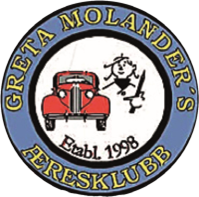 GRETA MOLANDER´S
Etabl. 1998
ÆRESKLUBB